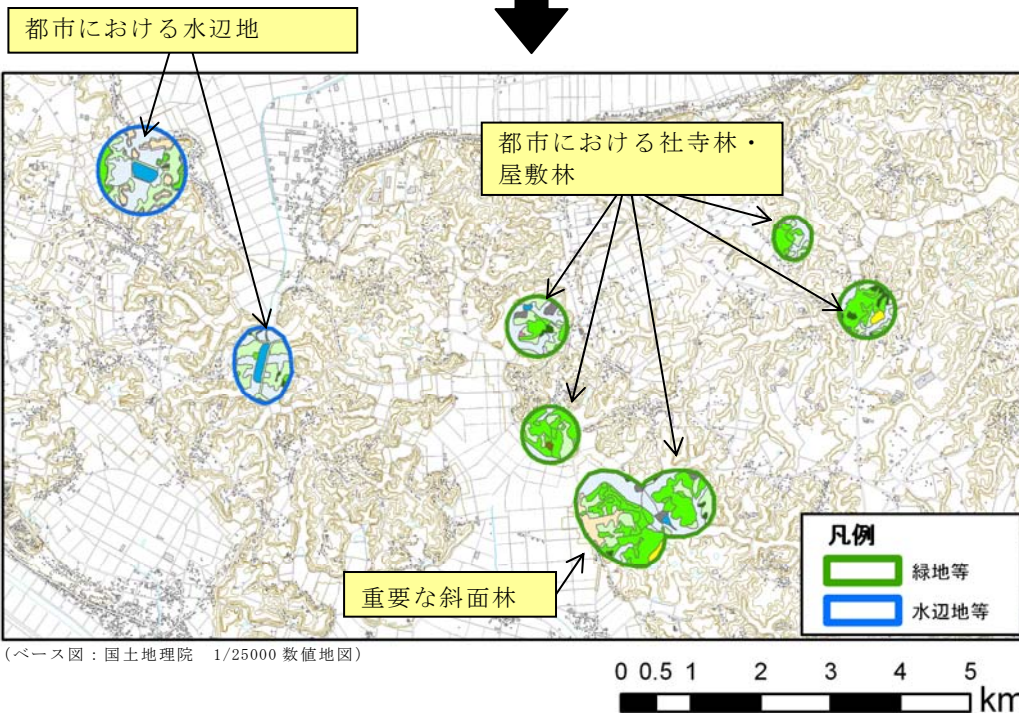 都市における水辺地
都市における社寺林・
屋敷林
重要な斜面林
凡例
緑地等
水辺地等
(ベース図：国土地理院 1/25000 数値地図)
0 0.5 1 2 3 4 5
km